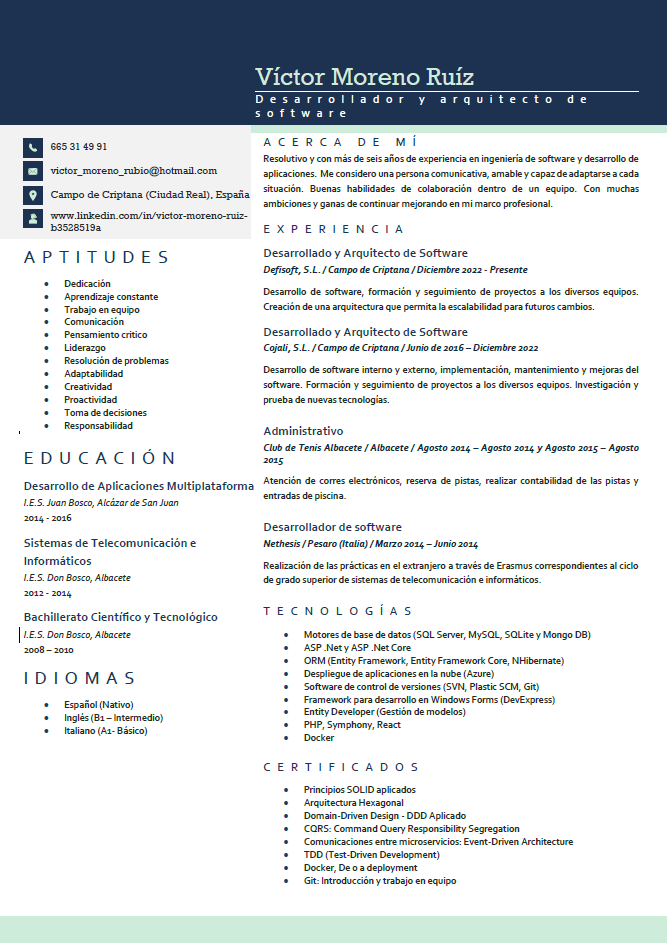 Víctor Moreno Ruíz
Desarrollador y arquitecto de
software
665 31 49 91
victor_moreno_rubio@hotmail.com
Campo de Criptana (Ciudad Real), España
www.linkedin.com/in/victor-moreno-ruiz-
b3528519a
APTITUDES
• Dedicación
• Aprendizaje constante
• Trabajo en equipo
• Comunicación
• Pensamiento critico
• Liderazgo
• Resolución de problemas
• Adaptabilidad
• Creatividad
• Proactividad
• Toma de decisiones
• Responsabilidad
EDUCACIÓN
Desarrollo de Aplicaciones Multiplataforma
I.E.S. Juan Bosco, Alcázar de San Juan
2014 - 2016
Sistemas de Telecomunicación e
Informáticos
I.E.S. Don Bosco, Albacete
2012 - 2014
Bachillerato Científico y Tecnológico
I.E.S. Don Bosco, Albacete
2008 – 2010
IDIOMAS
• Español (Nativo)
• Inglés (B1 – Intermedio)
• Italiano (A1- Básico)
ACERCA DE MÍ
Resolutivo y con más de seis años de experiencia en ingeniería de software y desarrollo de
aplicaciones. Me considero una persona comunicativa, amable y capaz de adaptarse a cada
situación. Buenas habilidades de colaboración dentro de un equipo. Con muchas
ambiciones y ganas de continuar mejorando en mi marco profesional.
EXPERIENCIA
Desarrollado y Arquitecto de Software
Defisoft, S.L. / Campo de Criptana / Diciembre 2022 - Presente
Desarrollo de software, formación y seguimiento de proyectos a los diversos equipos.
Creación de una arquitectura que permita la escalabilidad para futuros cambios.
Desarrollado y Arquitecto de Software
Cojali, S.L. / Campo de Criptana / Junio de 2016 – Diciembre 2022
Desarrollo de software interno y externo, implementación, mantenimiento y mejoras del
software. Formación y seguimiento de proyectos a los diversos equipos. Investigación y
prueba de nuevas tecnologías.
Administrativo
Club de Tenis Albacete / Albacete / Agosto 2014 – Agosto 2014 y Agosto 2015 – Agosto
2015
Atención de corres electrónicos, reserva de pistas, realizar contabilidad de las pistas y
entradas de piscina.
Desarrollador de software
Nethesis / Pesaro (Italia) / Marzo 2014 – Junio 2014
Realización de las prácticas en el extranjero a través de Erasmus correspondientes al ciclo
de grado superior de sistemas de telecomunicación e informáticos.
TECNOLOGÍAS
• Motores de base de datos (SQL Server, MySQL, SQLite y Mongo DB)
• ASP .Net y ASP .Net Core
• ORM (Entity Framework, Entity Framework Core, NHibernate)
• Despliegue de aplicaciones en la nube (Azure)
• Software de control de versiones (SVN, Plastic SCM, Git)
• Framework para desarrollo en Windows Forms (DevExpress)
• Entity Developer (Gestión de modelos)
• PHP, Symphony, React
• Docker
CERTIFICADOS
• Principios SOLID aplicados
• Arquitectura Hexagonal
• Domain-Driven Design - DDD Aplicado
• CQRS: Command Query Responsibility Segregation
• Comunicaciones entre microservicios: Event-Driven Architecture
• TDD (Test-Driven Development)
• Docker, De 0 a deployment
• Git: Introducción y trabajo en equipo